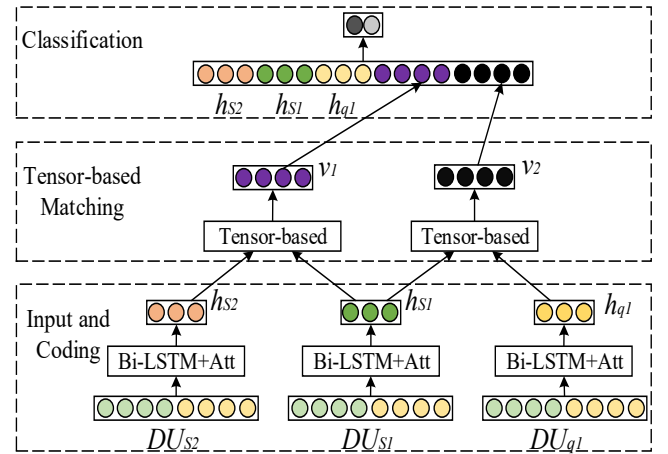 Classification
hS2 hS1 hq1
v1 v2
Tensor-based
Matching
Tensor-based Tensor-based
hS2 hS1 hq1
Input and
Coding
Bi-LSTM+Att Bi-LSTM+Att Bi-LSTM+Att
DUS2 DUS1 DUq1